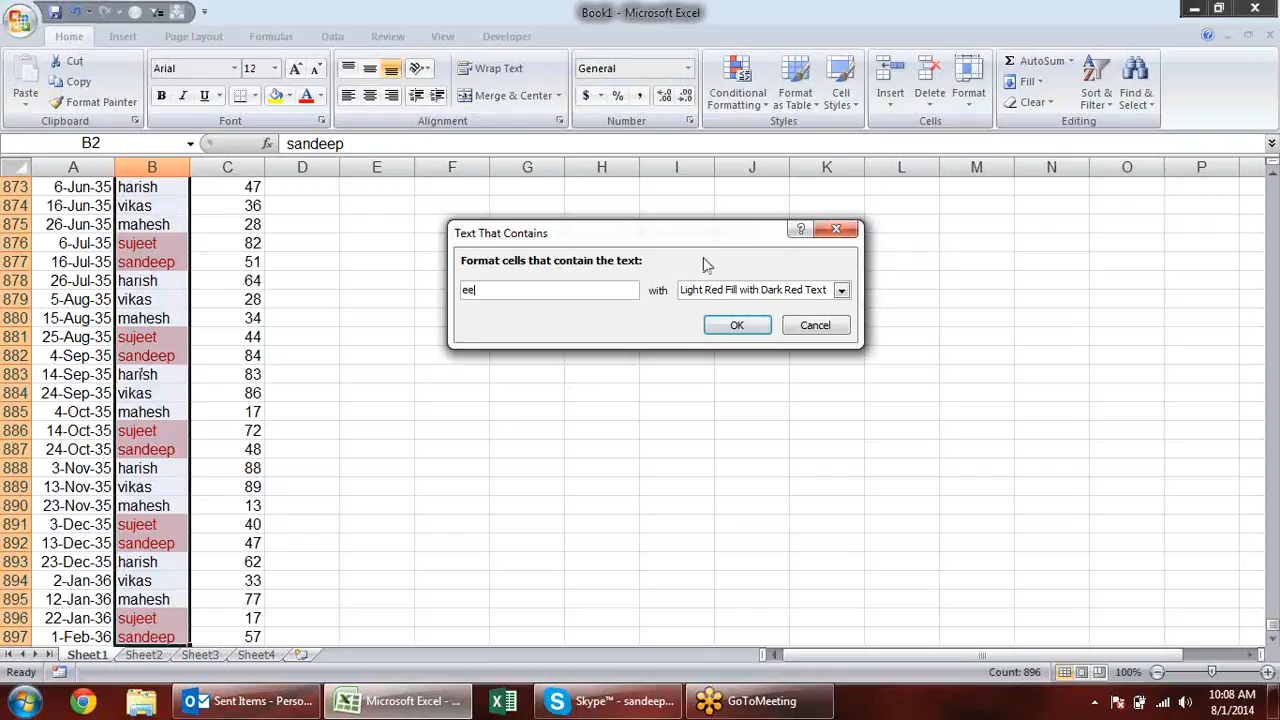 Book1 - Microsoft Excel
Home Insert Page Layout Formulas Data Review View Developer
Cut
Copy
Format Painter
Paste
Clipboard
Arial 12
B I U
Font
Wrap Text
Merge & Center
Alignment
General
$ % ,
Number
Conditional Formatting
Format as Table
Cell Styles
Styles
Insert Delete Format
Cells
Σ AutoSum
Fill
Clear
Sort & Filter
Find & Select
Editing
B2 fx sandeep
A B C D E F G H I J K L M N O P
873 6-Jun-35 harish 47
874 16-Jun-35 vikas 36
875 26-Jun-35 mahesh 28
876 6-Jul-35 sujeet 82
877 16-Jul-35 sandeep 51
878 26-Jul-35 harish 64
879 5-Aug-35 vikas 28
880 15-Aug-35 mahesh 34
881 25-Aug-35 sujeet 44
882 4-Sep-35 sandeep 84
883 14-Sep-35 harish 83
884 24-Sep-35 vikas 86
885 4-Oct-35 mahesh 17
886 14-Oct-35 sujeet 72
887 24-Oct-35 sandeep 48
888 3-Nov-35 harish 88
889 13-Nov-35 vikas 89
890 23-Nov-35 mahesh 13
891 3-Dec-35 sujeet 40
892 13-Dec-35 sandeep 47
893 23-Dec-35 harish 62
894 2-Jan-36 vikas 33
895 12-Jan-36 mahesh 77
896 22-Jan-36 sujeet 17
897 1-Feb-36 sandeep 57
Text That Contains
Format cells that contain the text:
ee with Light Red Fill with Dark Red Text
OK Cancel
Sheet1 Sheet2 Sheet3 Sheet4
Ready Count: 896 100%
Sent Items - Perso...
Microsoft Excel - ...
Skype™ - sandeep...
GoToMeeting
10:08 AM
8/1/2014